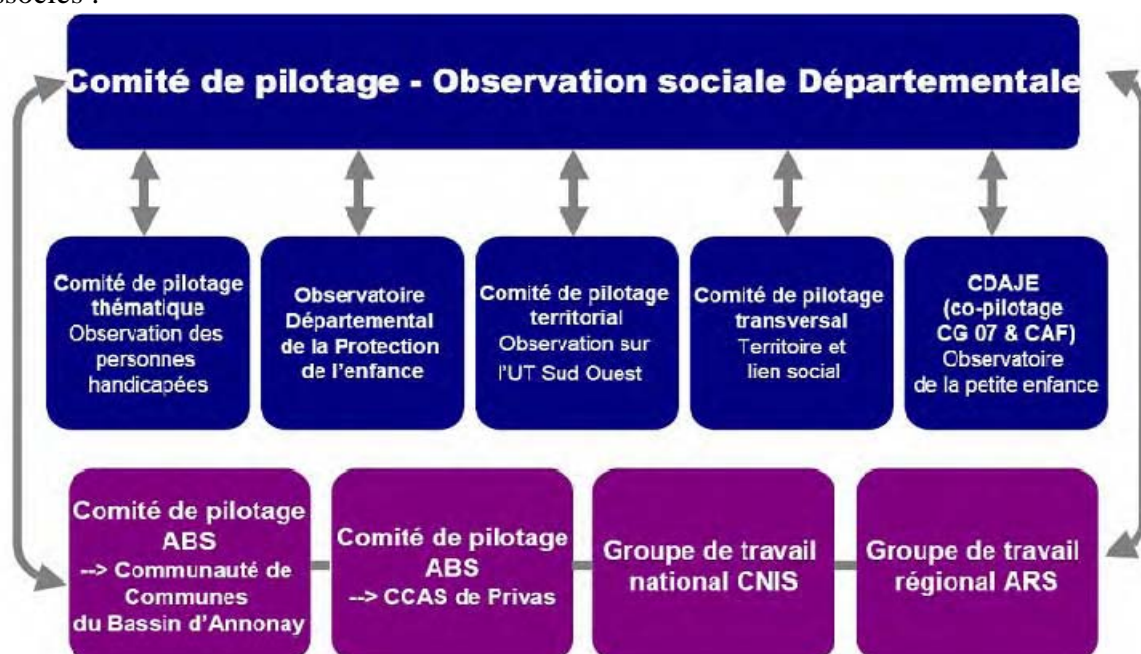 Comité de pilotage - Observation sociale Départementale
Comité de pilotage
thématique
Observation des
personnes
handicapées
Observatoire
Départemental
de la Protection
de l'enfance
Comité de pilotage
territorial
Observation sur
l'UT Sud Ouest
Comité de pilotage
transversal
Territoire et
lien social
CDAJE
(co-pilotage
CG 07 & CAF)
Observatoire
de la petite enfance
Comité de pilotage
ABS
--> Communauté de
Communes
du Bassin d'Annonay
Comité de pilotage
ABS
--> CCAS de Privas
Groupe de travail
national CNIS
Groupe de travail
régional ARS